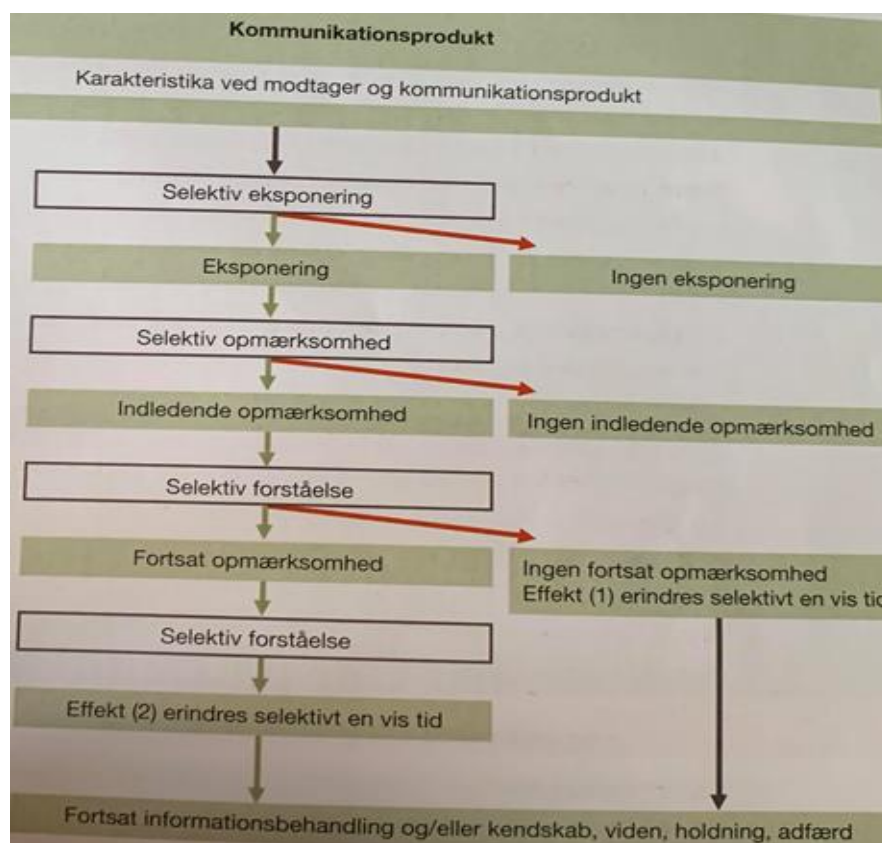 Kommunikationsprodukt
Karakteristika ved modtager og kommunikationsprodukt
Selektiv eksponering
Eksponering
Ingen eksponering
Selektiv opmærksomhed
Indledende opmærksomhed
Ingen indledende opmærksomhed
Selektiv forståelse
Fortsat opmærksomhed
Ingen fortsat opmærksomhed
Effekt (1) erindres selektivt en vis tid
Selektiv forståelse
Effekt (2) erindres selektivt en vis tid
Fortsat informationsbehandling og/eller kendskab, viden, holdning, adfærd